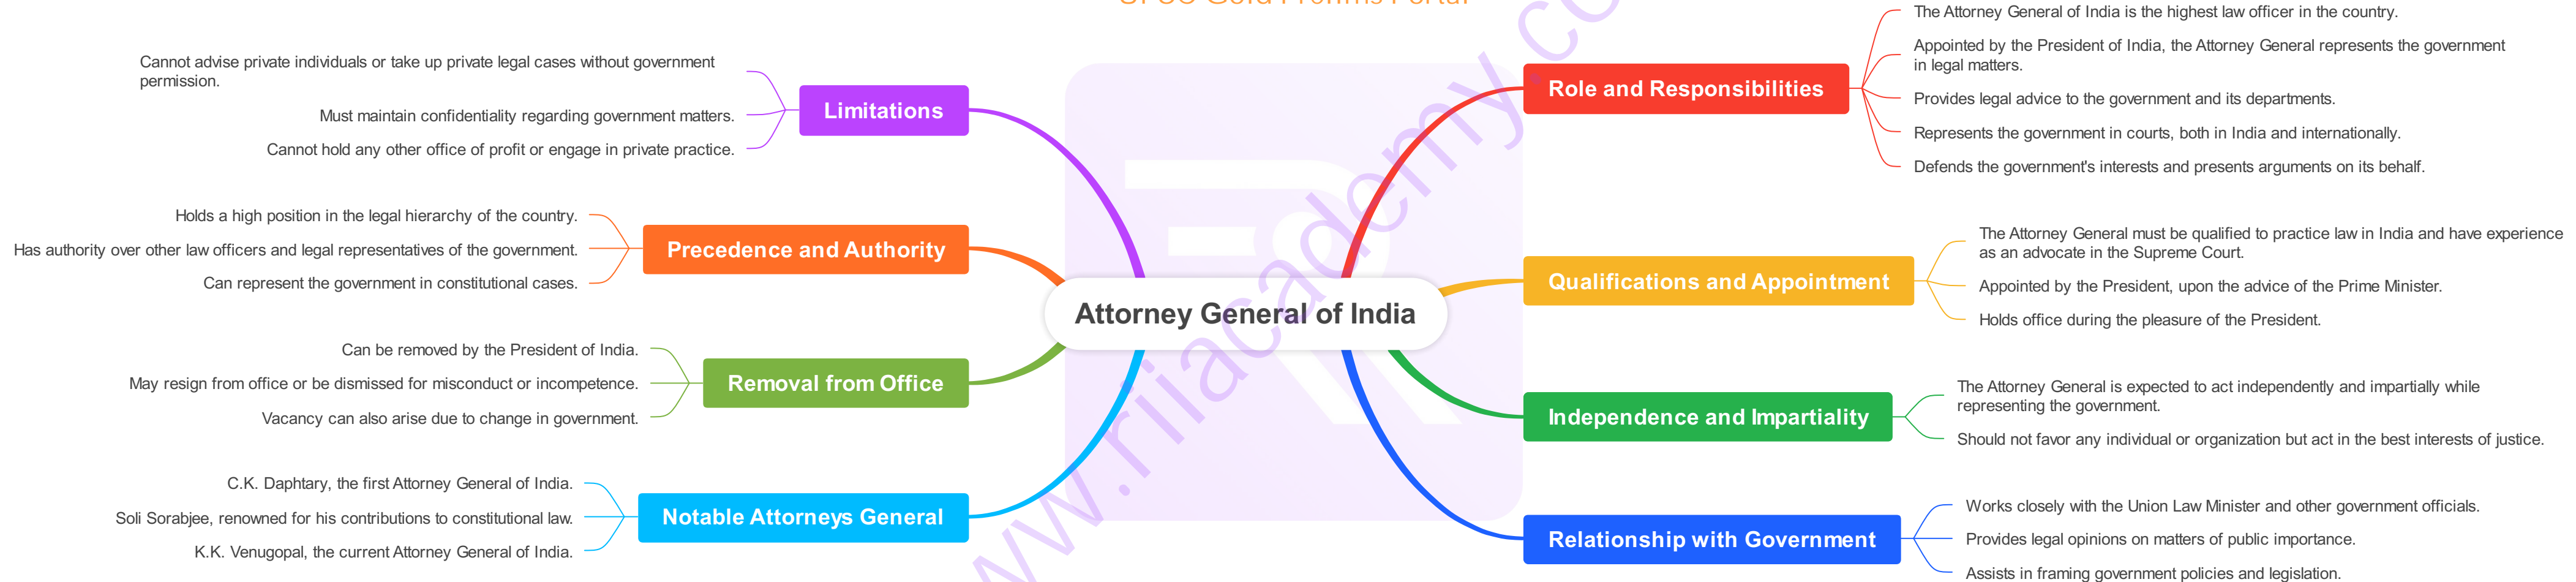 UPSC Gold Prelims Portal
Attorney General of India
Role and Responsibilities
The Attorney General of India is the highest law officer in the country.
Appointed by the President of India, the Attorney General represents the government
in legal matters.
Provides legal advice to the government and its departments.
Represents the government in courts, both in India and internationally.
Defends the government's interests and presents arguments on its behalf.
Qualifications and Appointment
The Attorney General must be qualified to practice law in India and have experience
as an advocate in the Supreme Court.
Appointed by the President, upon the advice of the Prime Minister.
Holds office during the pleasure of the President.
Independence and Impartiality
The Attorney General is expected to act independently and impartially while
representing the government.
Should not favor any individual or organization but act in the best interests of justice.
Relationship with Government
Works closely with the Union Law Minister and other government officials.
Provides legal opinions on matters of public importance.
Assists in framing government policies and legislation.
Limitations
Cannot advise private individuals or take up private legal cases without government
permission.
Must maintain confidentiality regarding government matters.
Cannot hold any other office of profit or engage in private practice.
Precedence and Authority
Holds a high position in the legal hierarchy of the country.
Has authority over other law officers and legal representatives of the government.
Can represent the government in constitutional cases.
Removal from Office
Can be removed by the President of India.
May resign from office or be dismissed for misconduct or incompetence.
Vacancy can also arise due to change in government.
Notable Attorneys General
C.K. Daphtary, the first Attorney General of India.
Soli Sorabjee, renowned for his contributions to constitutional law.
K.K. Venugopal, the current Attorney General of India.